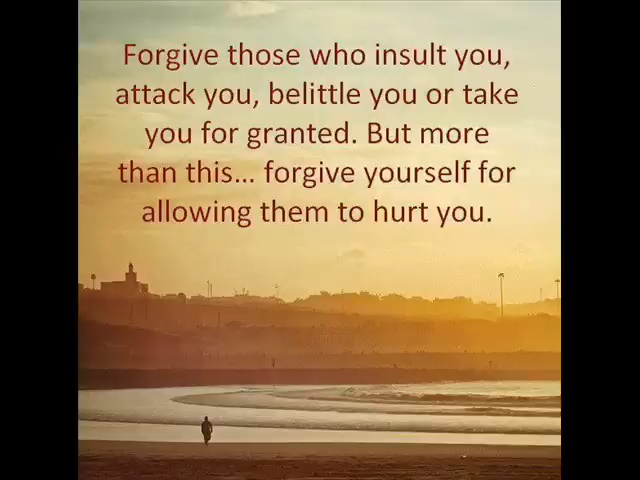 Forgive those who insult you,
attack you, belittle you or take
you for granted. But more
than this... forgive yourself for
allowing them to hurt you.